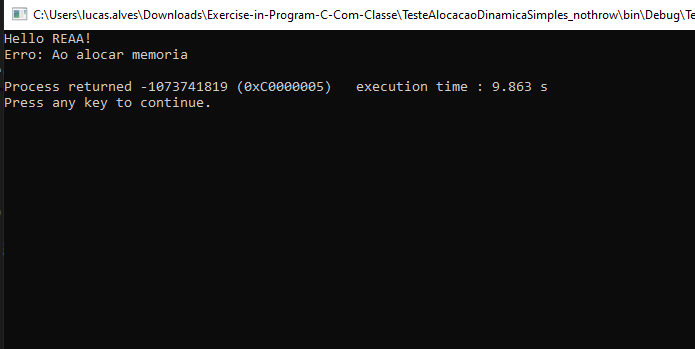 C:\Users\lucas.alves\Downloads\Exercise-in-Program-C-Com-Classe\TesteAlocacaoDinamicaSimples_nothrow\bin\Debug\Te
Hello REAA!
Erro: Ao alocar memoria
Process returned -1073741819 (0xC0000005)   execution time : 9.863 s
Press any key to continue.